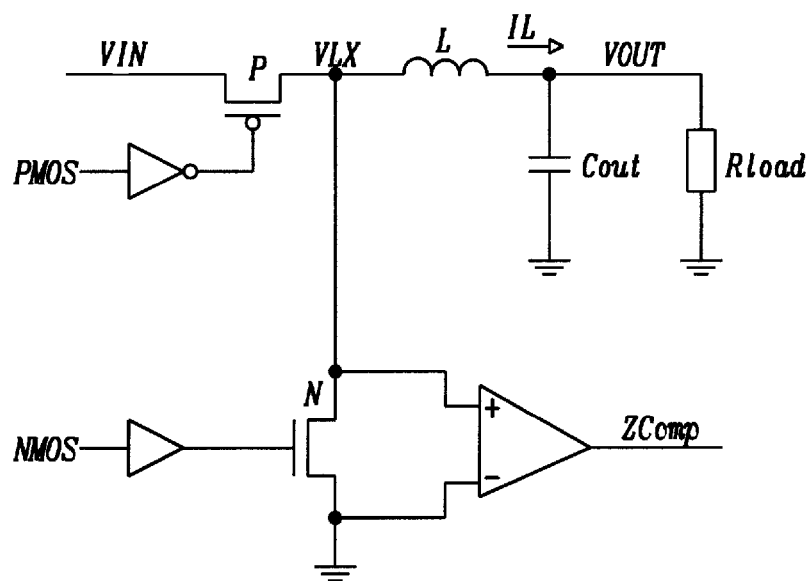 IL
VIN
P
VLX
L
VOUT
PMOS
Cout
Rload
N
+
ZComp
NMOS
−